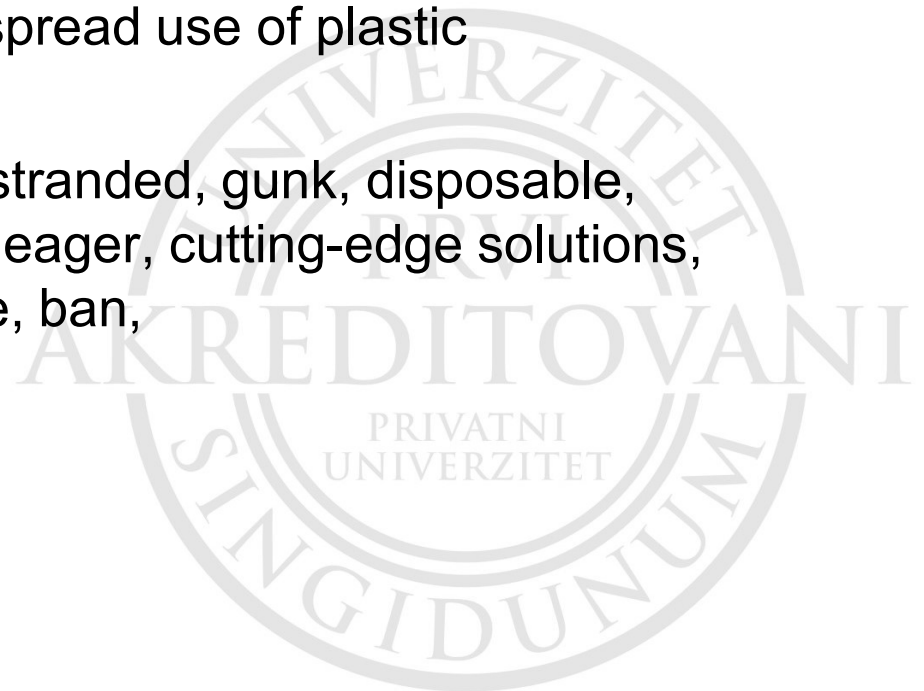 spread use of plastic
stranded, gunk, disposable,
eager, cutting-edge solutions,
e, ban,
UNIVERZITET
PRVI
AKREDITOVANI
PRIVATNI
UNIVERZITET
SINGIDUNUM